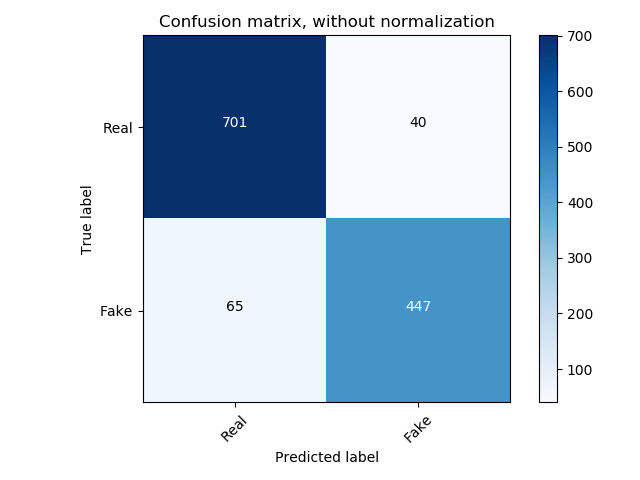 Confusion matrix, without normalization
True label
Real
701
40
Fake
65
447
Real
Fake
Predicted label
700
600
500
400
300
200
100